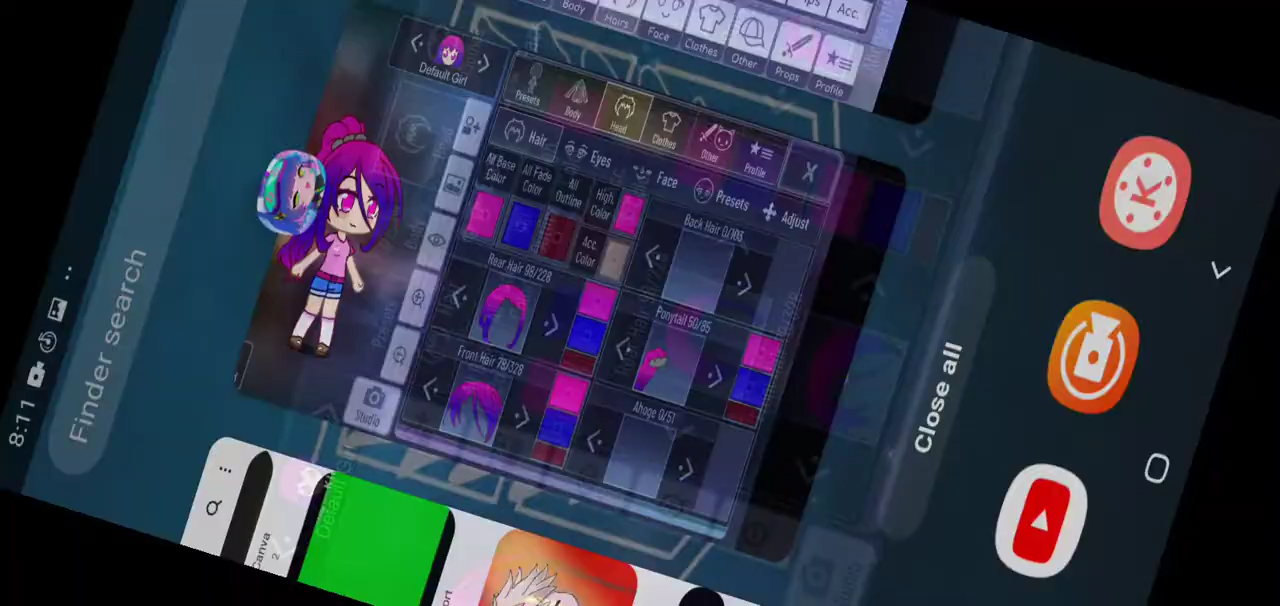 Body
Hairs
Face
Clothes
Other
Props
Profile
Acc.
Default Girl
Presets
Body
Head
Clothes
Other
Profile
X
Hair
Eyes
Face
Presets
Adjust
All Base Color
All Fade Color
All Outline
High. Color
Acc. Color
Back Hair 0/103
Rear Hair 98/228
Ponytail 50/85
Front Hair 78/328
Ahoge 0/51
Studio
8:11
Finder search
Close all
Canva
2
K